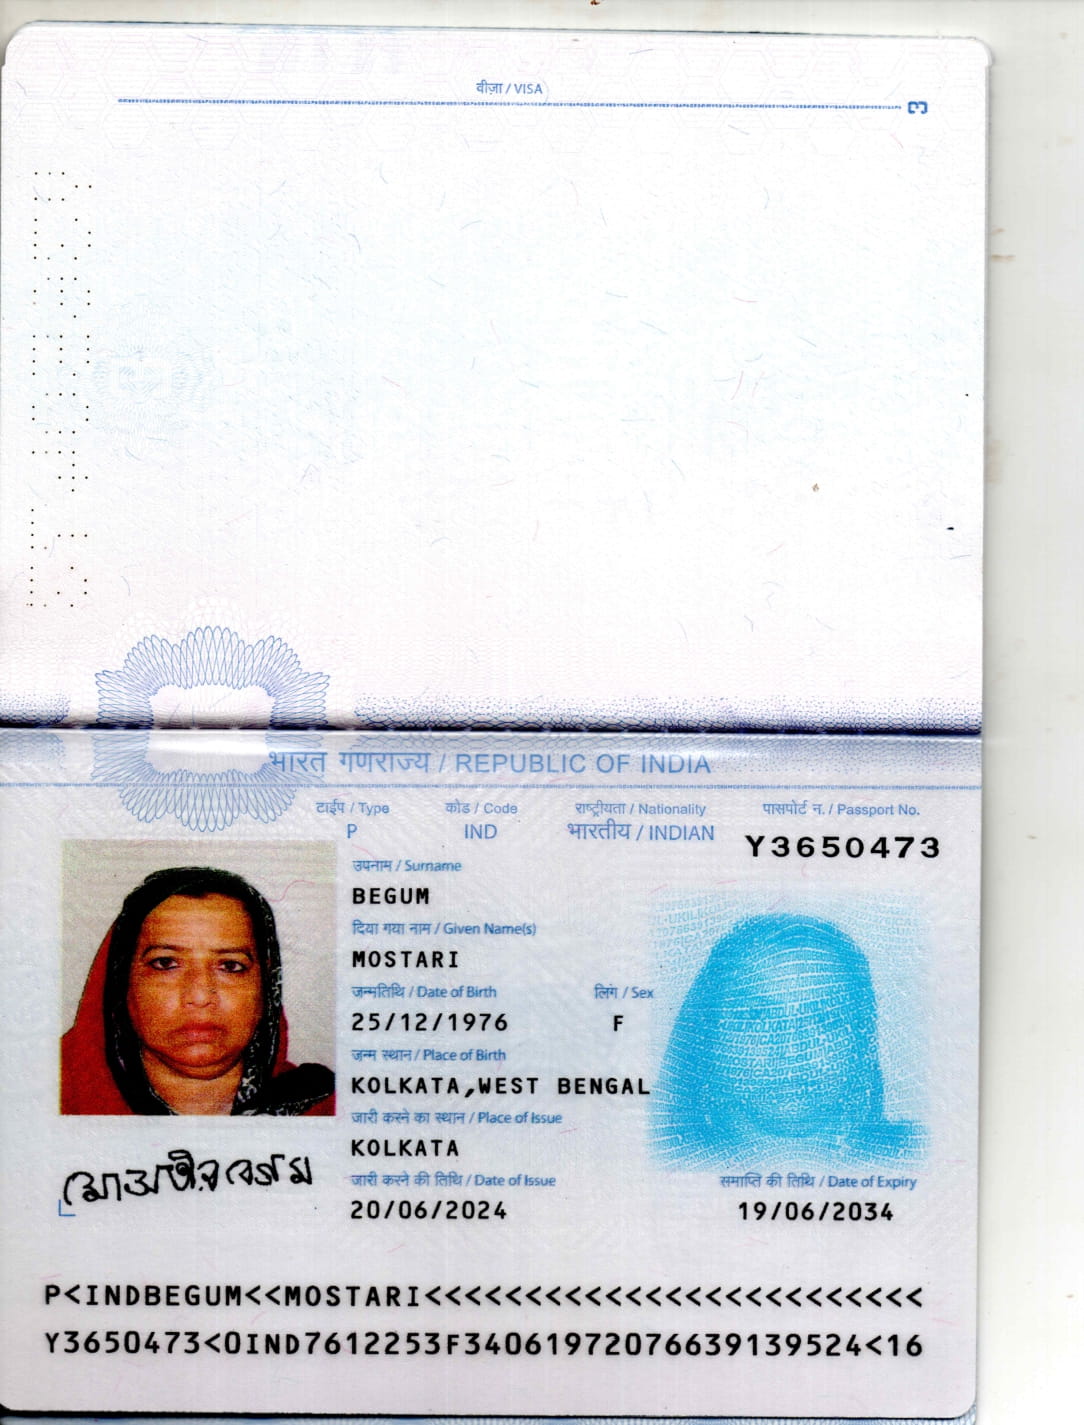 वीज़ा / VISA
3
भारत गणराज्य / REPUBLIC OF INDIA
टाईप / Type कोड / Code राष्ट्रीयता / Nationality पासपोर्ट न. / Passport No.
P IND भारतीय / INDIAN Y3650473
उपनाम / Surname
BEGUM
दिया गया नाम / Given Name(s)
MOSTARI
जन्मतिथि / Date of Birth लिंग / Sex
25/12/1976 F
जन्म स्थान / Place of Birth
KOLKATA,WEST BENGAL
जारी करने का स्थान / Place of Issue
KOLKATA
जारी करने की तिथि / Date of Issue समाप्ति की तिथि / Date of Expiry
20/06/2024 19/06/2034
P<INDBEGUM<<MOSTARI<<<<<<<<<<<<<<<<<<<<<<<<<
Y3650473<0IND7612253F34061972076639139524<16